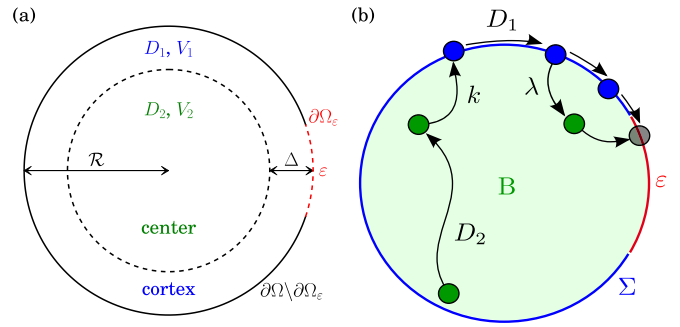 (a)
D₁, V₁
D₂, V₂
∂Ωε
ℛ
Δ
ε
center
cortex
∂Ω\∂Ωε
(b)
D₁
k
λ
B
ε
D₂
Σ